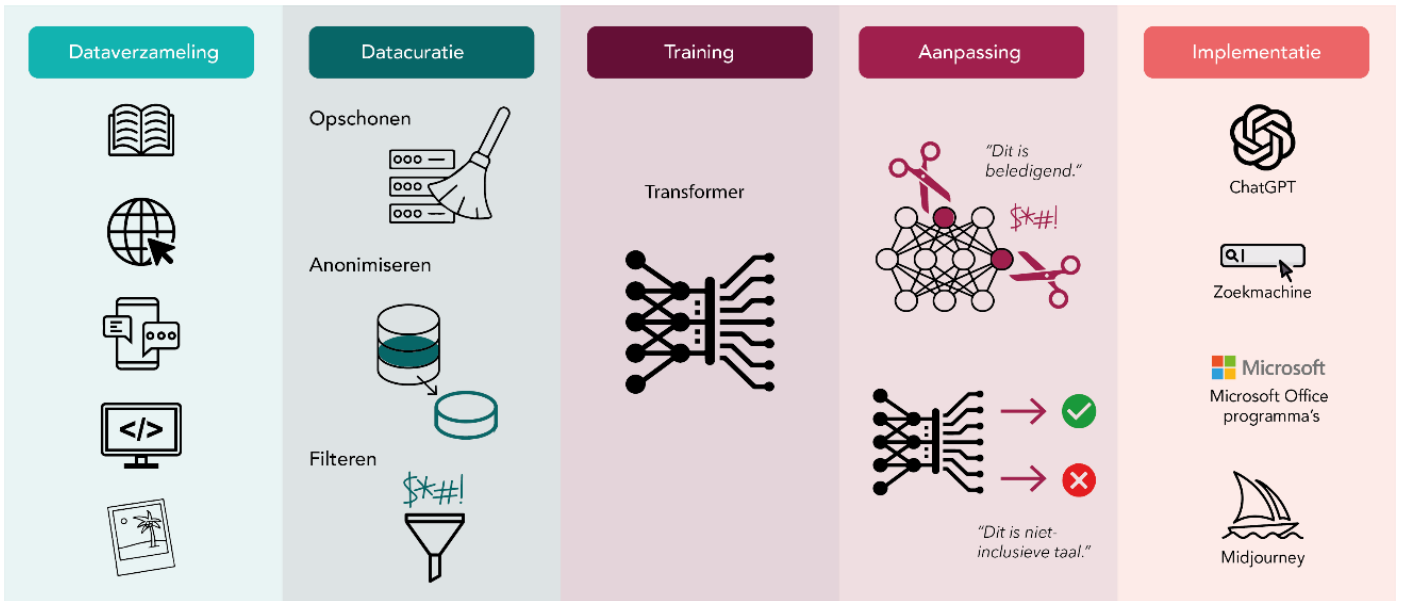 Dataverzameling
Datacuratie
Training
Aanpassing
Implementatie
Opschonen
Anonimiseren
Filteren
$*#!
Transformer
"Dit is
beledigend."
$*#!
"Dit is niet-
inclusieve taal."
</>
ChatGPT
Zoekmachine
Microsoft
Microsoft Office
programma's
Midjourney